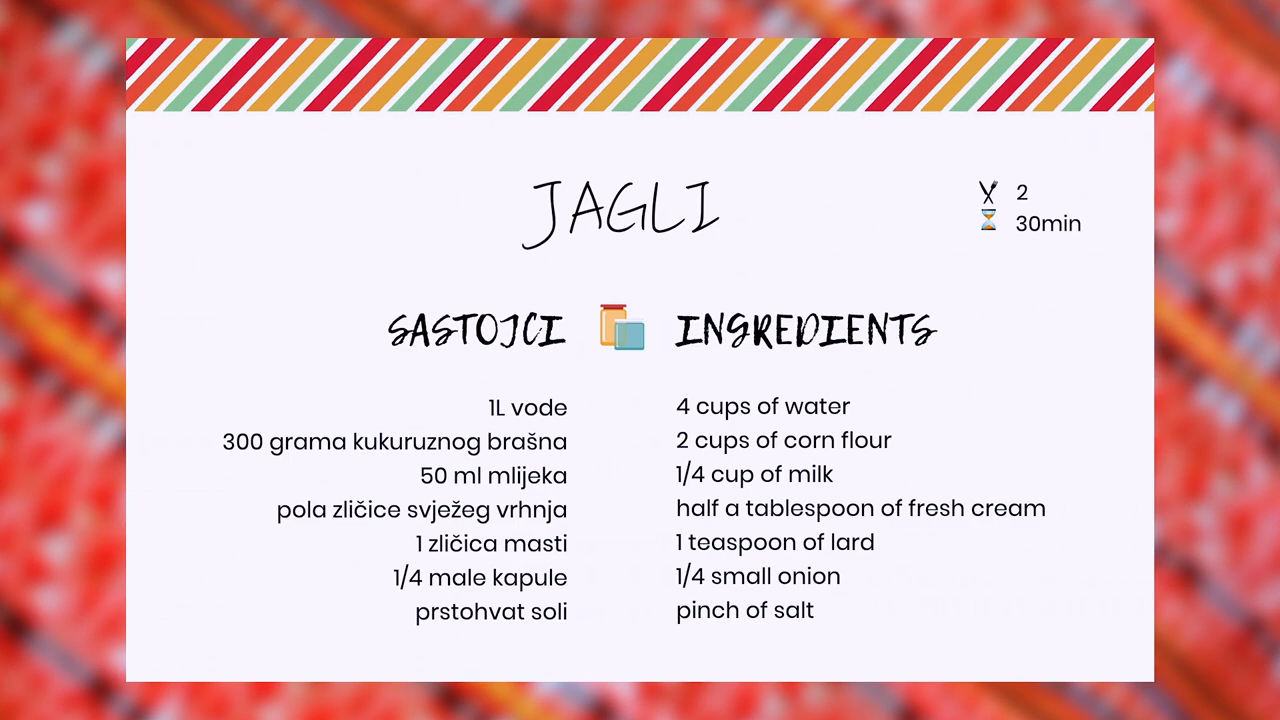 JAGLI
2
30min
SASTOJCI
1L vode
300 grama kukuruznog brašna
50 ml mlijeka
pola zličice svježeg vrhnja
1 zličica masti
1/4 male kapule
prstohvat soli
INGREDIENTS
4 cups of water
2 cups of corn flour
1/4 cup of milk
half a tablespoon of fresh cream
1 teaspoon of lard
1/4 small onion
pinch of salt